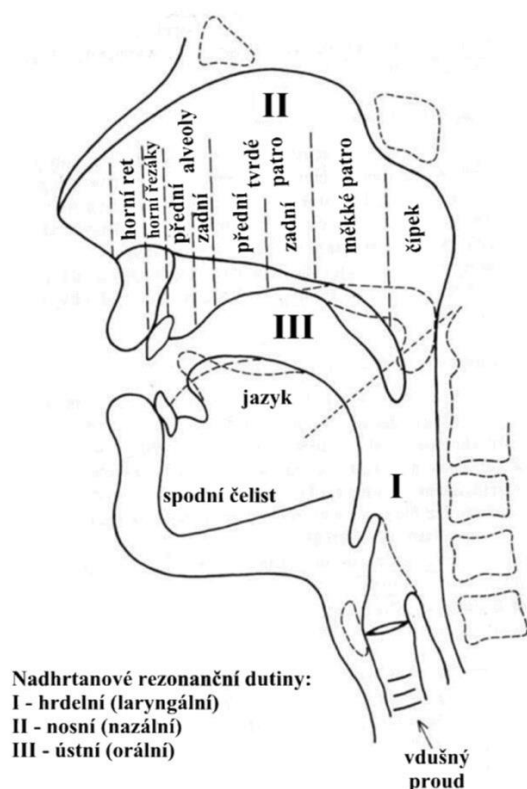 II
horní ret
horní řezáky
přední
zadní
alveoly
přední
zadní
tvrdé
patro
měkké patro
čípek
III
jazyk
I
spodní čelist
Nadhrtanové rezonanční dutiny:
I - hrdelní (laryngální)
II - nosní (nazální)
III - ústní (orální)
vdušný
proud